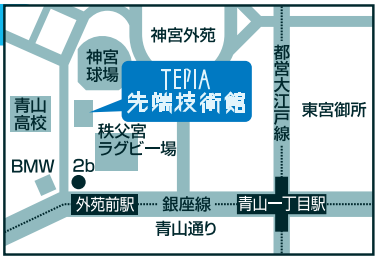 神宮外苑
神宮
球場
TEPIA
先端技術館
都営大江戸線
東宮御所
青山
高校
秩父宮
ラグビー場
BMW
2b
外苑前駅
銀座線
青山一丁目駅
青山通り